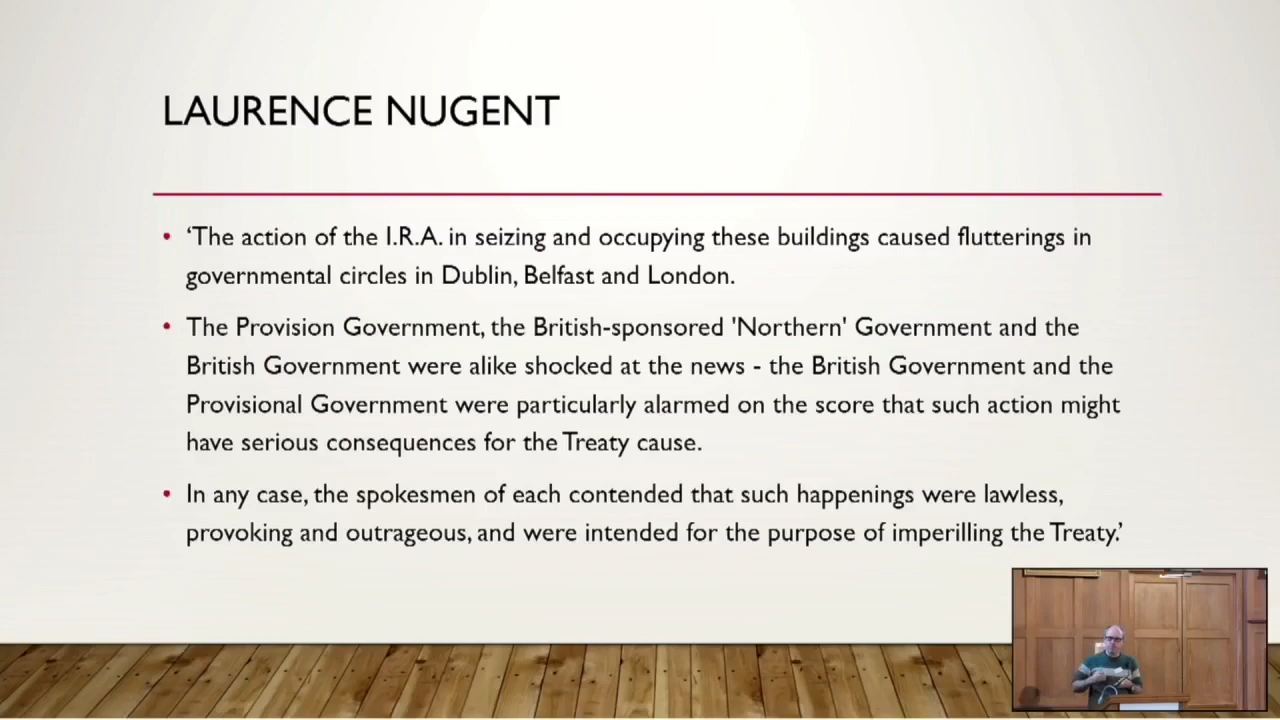 LAURENCE NUGENT
• ‘The action of the I.R.A. in seizing and occupying these buildings caused flutterings in
governmental circles in Dublin, Belfast and London.
• The Provision Government, the British-sponsored 'Northern' Government and the
British Government were alike shocked at the news - the British Government and the
Provisional Government were particularly alarmed on the score that such action might
have serious consequences for the Treaty cause.
• In any case, the spokesmen of each contended that such happenings were lawless,
provoking and outrageous, and were intended for the purpose of imperilling the Treaty.’